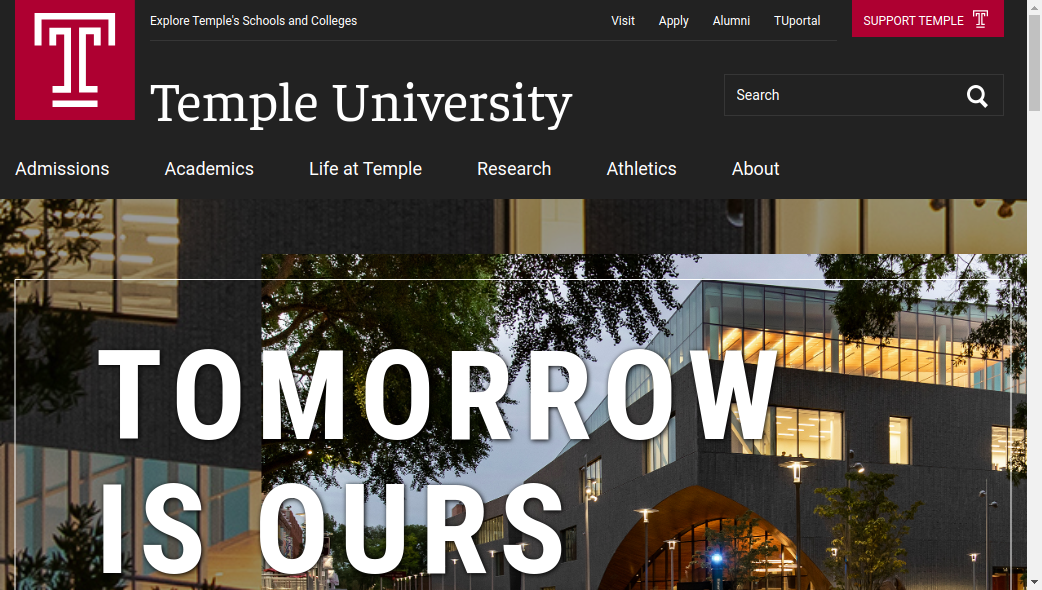 Explore Temple's Schools and Colleges
Visit Apply Alumni TUportal
SUPPORT TEMPLE
Temple University
Search
Admissions Academics Life at Temple Research Athletics About
TOMORROW
IS OURS